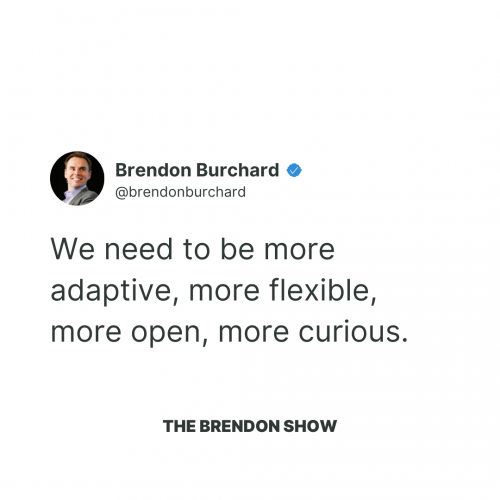 Brendon Burchard
@brendonburchard
We need to be more
adaptive, more flexible,
more open, more curious.
THE BRENDON SHOW